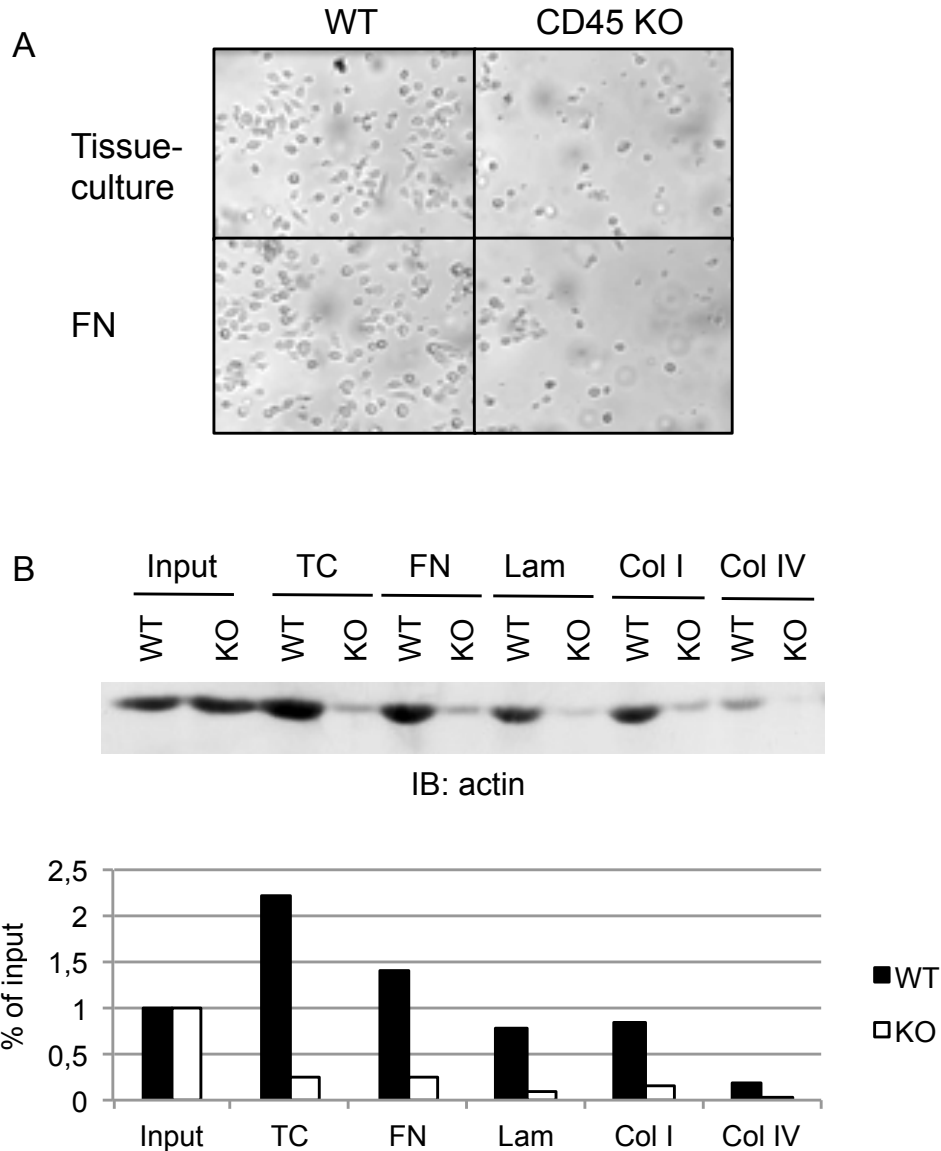 A
WT CD45 KO
Tissue-
culture
FN
B
Input TC FN Lam Col I Col IV
WT KO WT KO WT KO WT KO WT KO WT KO
IB: actin
% of input
2,5
2
1,5
1
0,5
0
Input TC FN Lam Col I Col IV
WT
KO